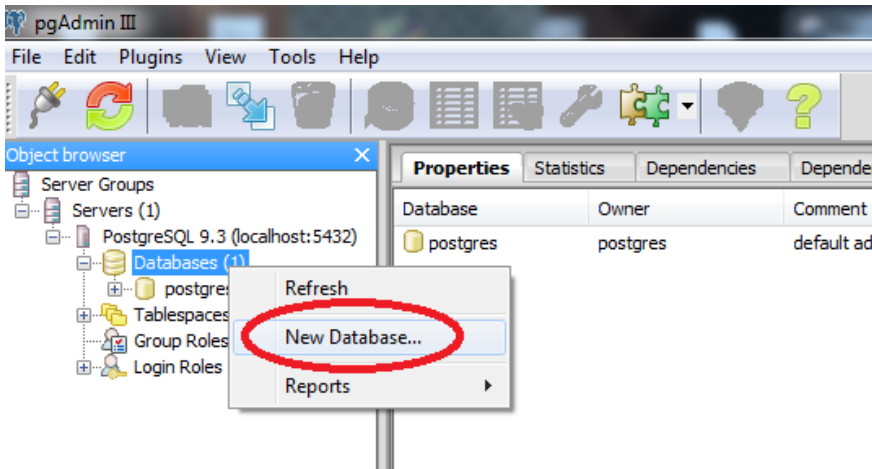 pgAdmin III
File Edit Plugins View Tools Help
Object browser X
Server Groups
Servers (1)
PostgreSQL 9.3 (localhost:5432)
Databases (1)
postgres
Tablespaces
Group Roles
Login Roles
Refresh
New Database...
Reports
Properties Statistics Dependencies Depende
Database Owner Comment
postgres postgres default ad